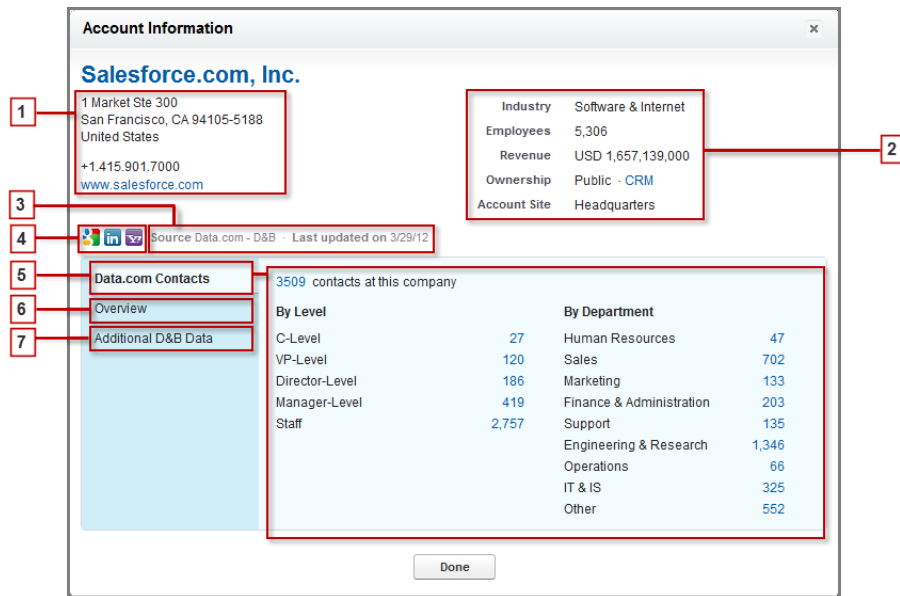 Account Information
×
Salesforce.com, Inc.
1
1 Market Ste 300
San Francisco, CA 94105-5188
United States
+1.415.901.7000
www.salesforce.com
Industry Software & Internet
Employees 5,306
Revenue USD 1,657,139,000
Ownership Public - CRM
Account Site Headquarters
2
3
4
in Y! Source Data.com - D&B · Last updated on 3/29/12
5
Data.com Contacts
6
Overview
7
Additional D&B Data
3509 contacts at this company
By Level
C-Level 27
VP-Level 120
Director-Level 186
Manager-Level 419
Staff 2,757
By Department
Human Resources 47
Sales 702
Marketing 133
Finance & Administration 203
Support 135
Engineering & Research 1,346
Operations 66
IT & IS 325
Other 552
Done